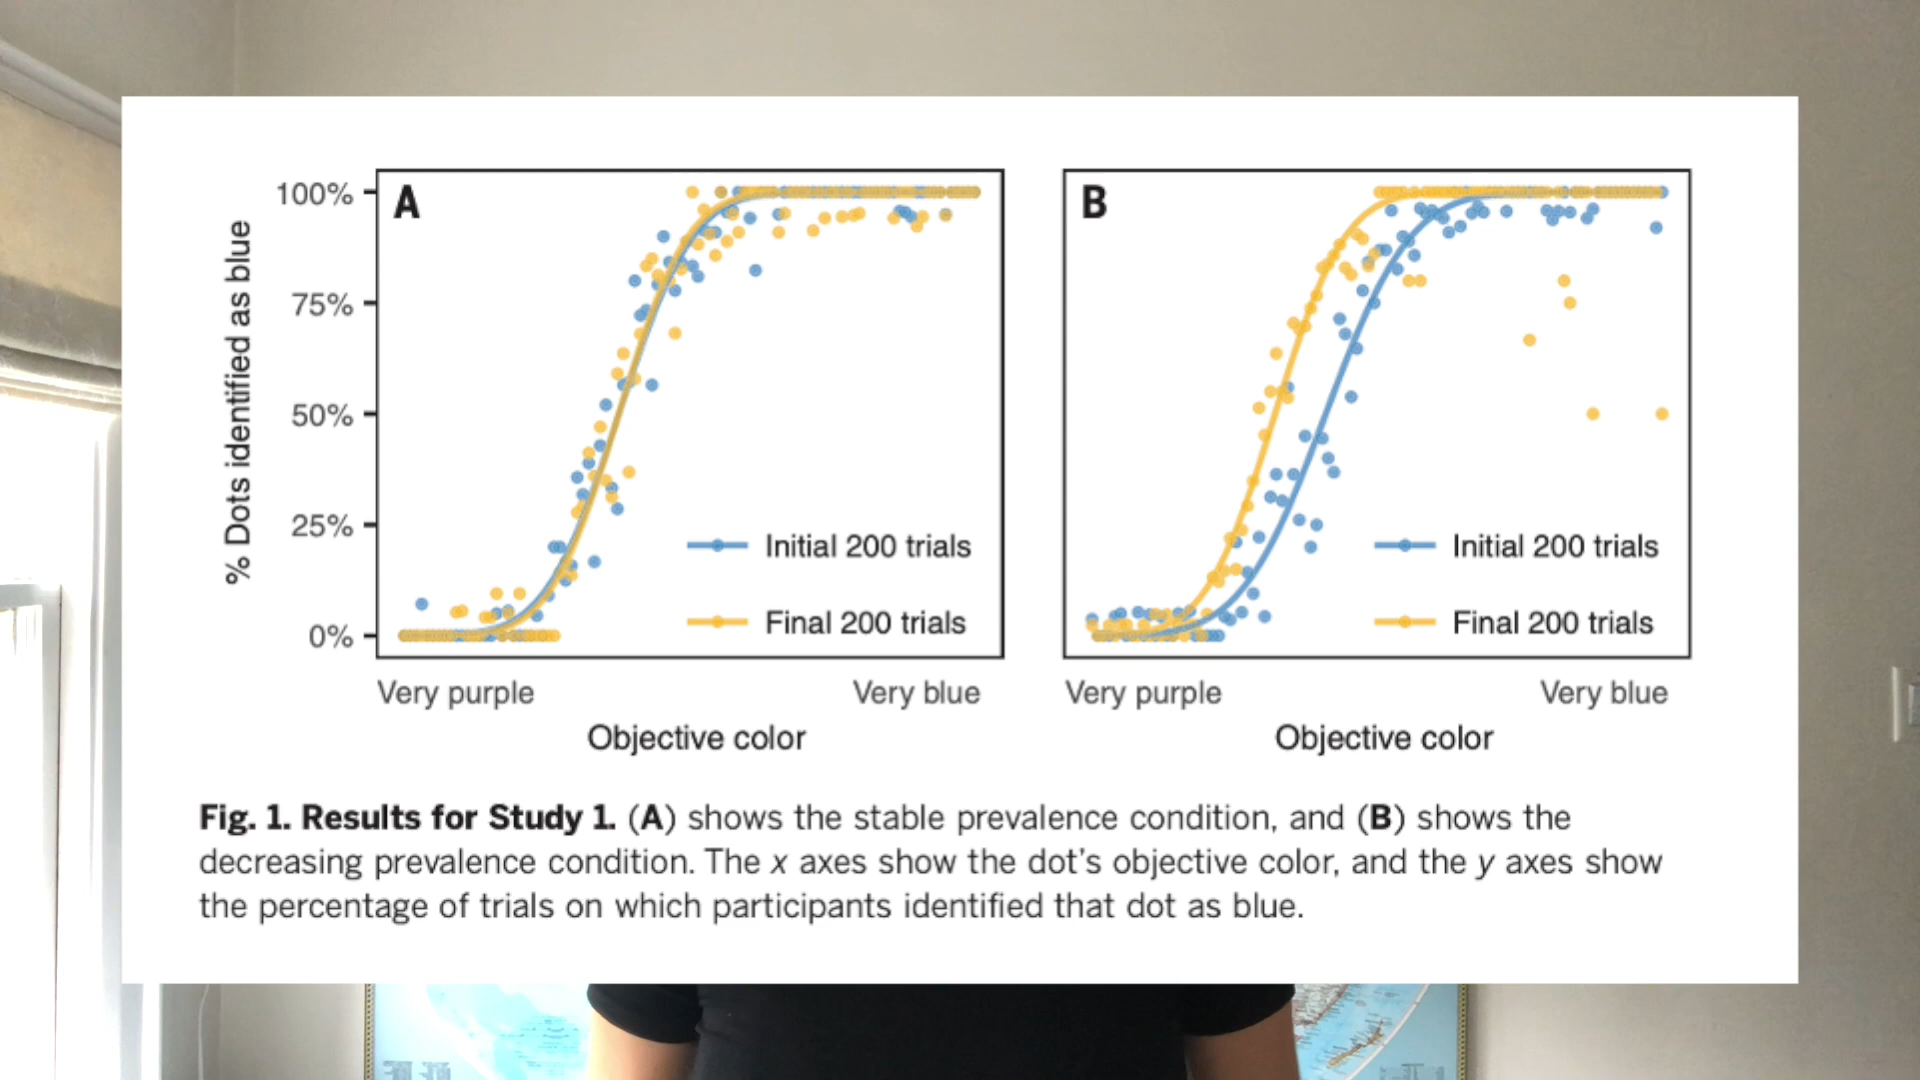 A
B
100%
75%
50%
25%
0%
% Dots identified as blue
Initial 200 trials
Final 200 trials
Initial 200 trials
Final 200 trials
Very purple
Very blue
Very purple
Very blue
Objective color
Objective color
Fig. 1. Results for Study 1. (A) shows the stable prevalence condition, and (B) shows the
decreasing prevalence condition. The x axes show the dot's objective color, and the y axes show
the percentage of trials on which participants identified that dot as blue.